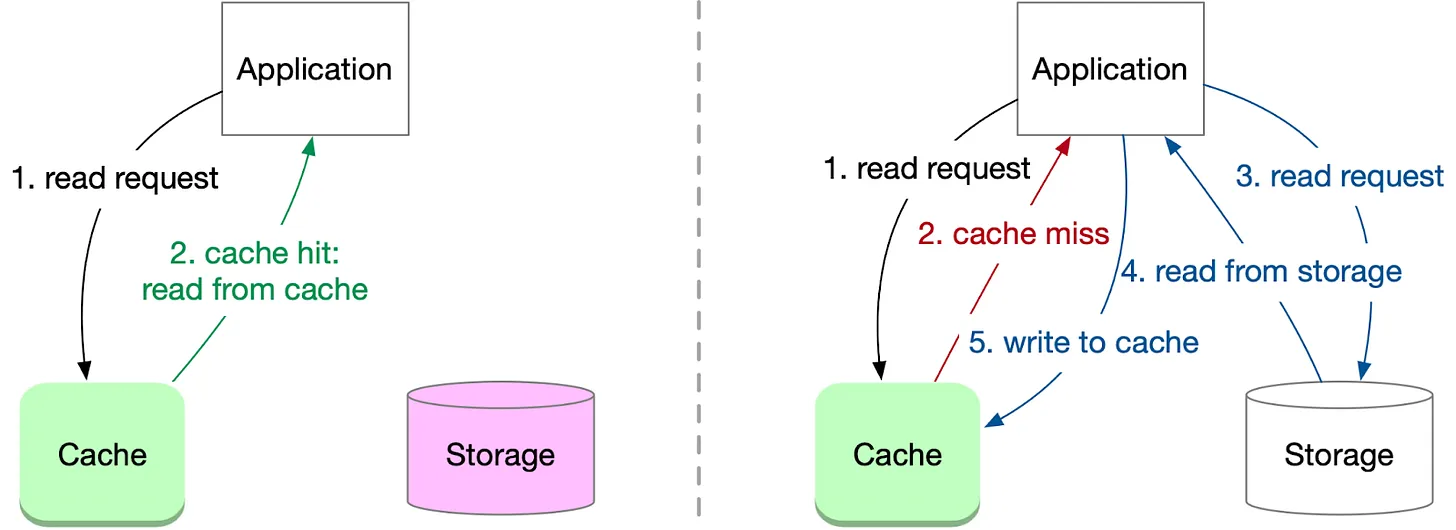 Application
1. read request
2. cache hit:
read from cache
Cache
Storage
Application
1. read request
2. cache miss
3. read request
4. read from storage
5. write to cache
Cache
Storage